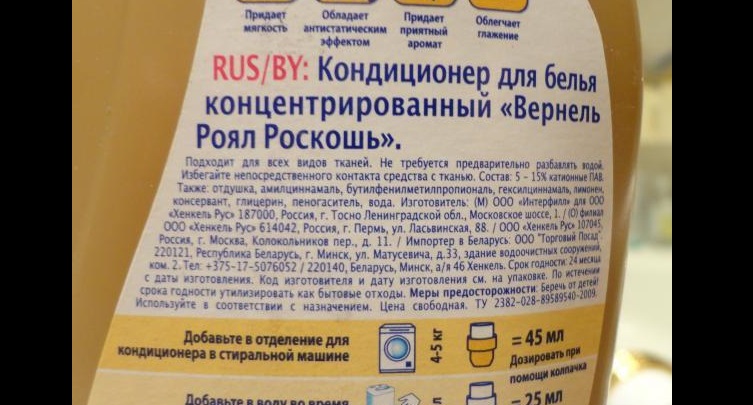 Придает мягкость
Обладает антистатическим эффектом
Придает приятный аромат
Облегчает глажение
RUS/BY: Кондиционер для белья
концентрированный «Вернель
Роял Роскошь».
Подходит для всех видов тканей. Не требуется предварительно разбавлять водой.
Избегайте непосредственного контакта средства с тканью. Состав: 5 – 15% катионные ПАВ.
Также: отдушка, амилциннамаль, бутилфенилметилпропиональ, гексилциннамаль, лимонен,
консервант, глицерин, пеногаситель, вода. Изготовитель: (М) ООО «Интерфилл» для ООО
«Хенкель Рус» 187000, Россия, г. Тосно Ленинградской обл., Московское шоссе, 1. / (О) филиал
ООО «Хенкель Рус» 614042, Россия, г. Пермь, ул. Ласьвинская, 88. / ООО «Хенкель Рус» 107045,
Россия, г. Москва, Колокольников пер., д. 11. / Импортер в Беларусь: ООО "Торговый Посад".
220121, Республика Беларусь, г. Минск, ул. Матусевича, д.33, здание водоочистных сооружений,
ком. 2. Тел: +375-17-5076052 / 220140, Беларусь, Минск, а/я 46 Хенкель. Срок годности: 24 месяца
с даты изготовления. Код изготовителя и дату изготовления см. на упаковке. По истечении
срока годности утилизировать как бытовые отходы. Меры предосторожности: Беречь от детей!
Используйте в соответствии с назначением. Цена свободная. ТУ 2382-028-89589540-2009.
Добавьте в отделение для
кондиционера в стиральной машине
4-5 кг
= 45 мл
Дозировать при
помощи колпачка
Добавьте в воду во время
= 25 мл